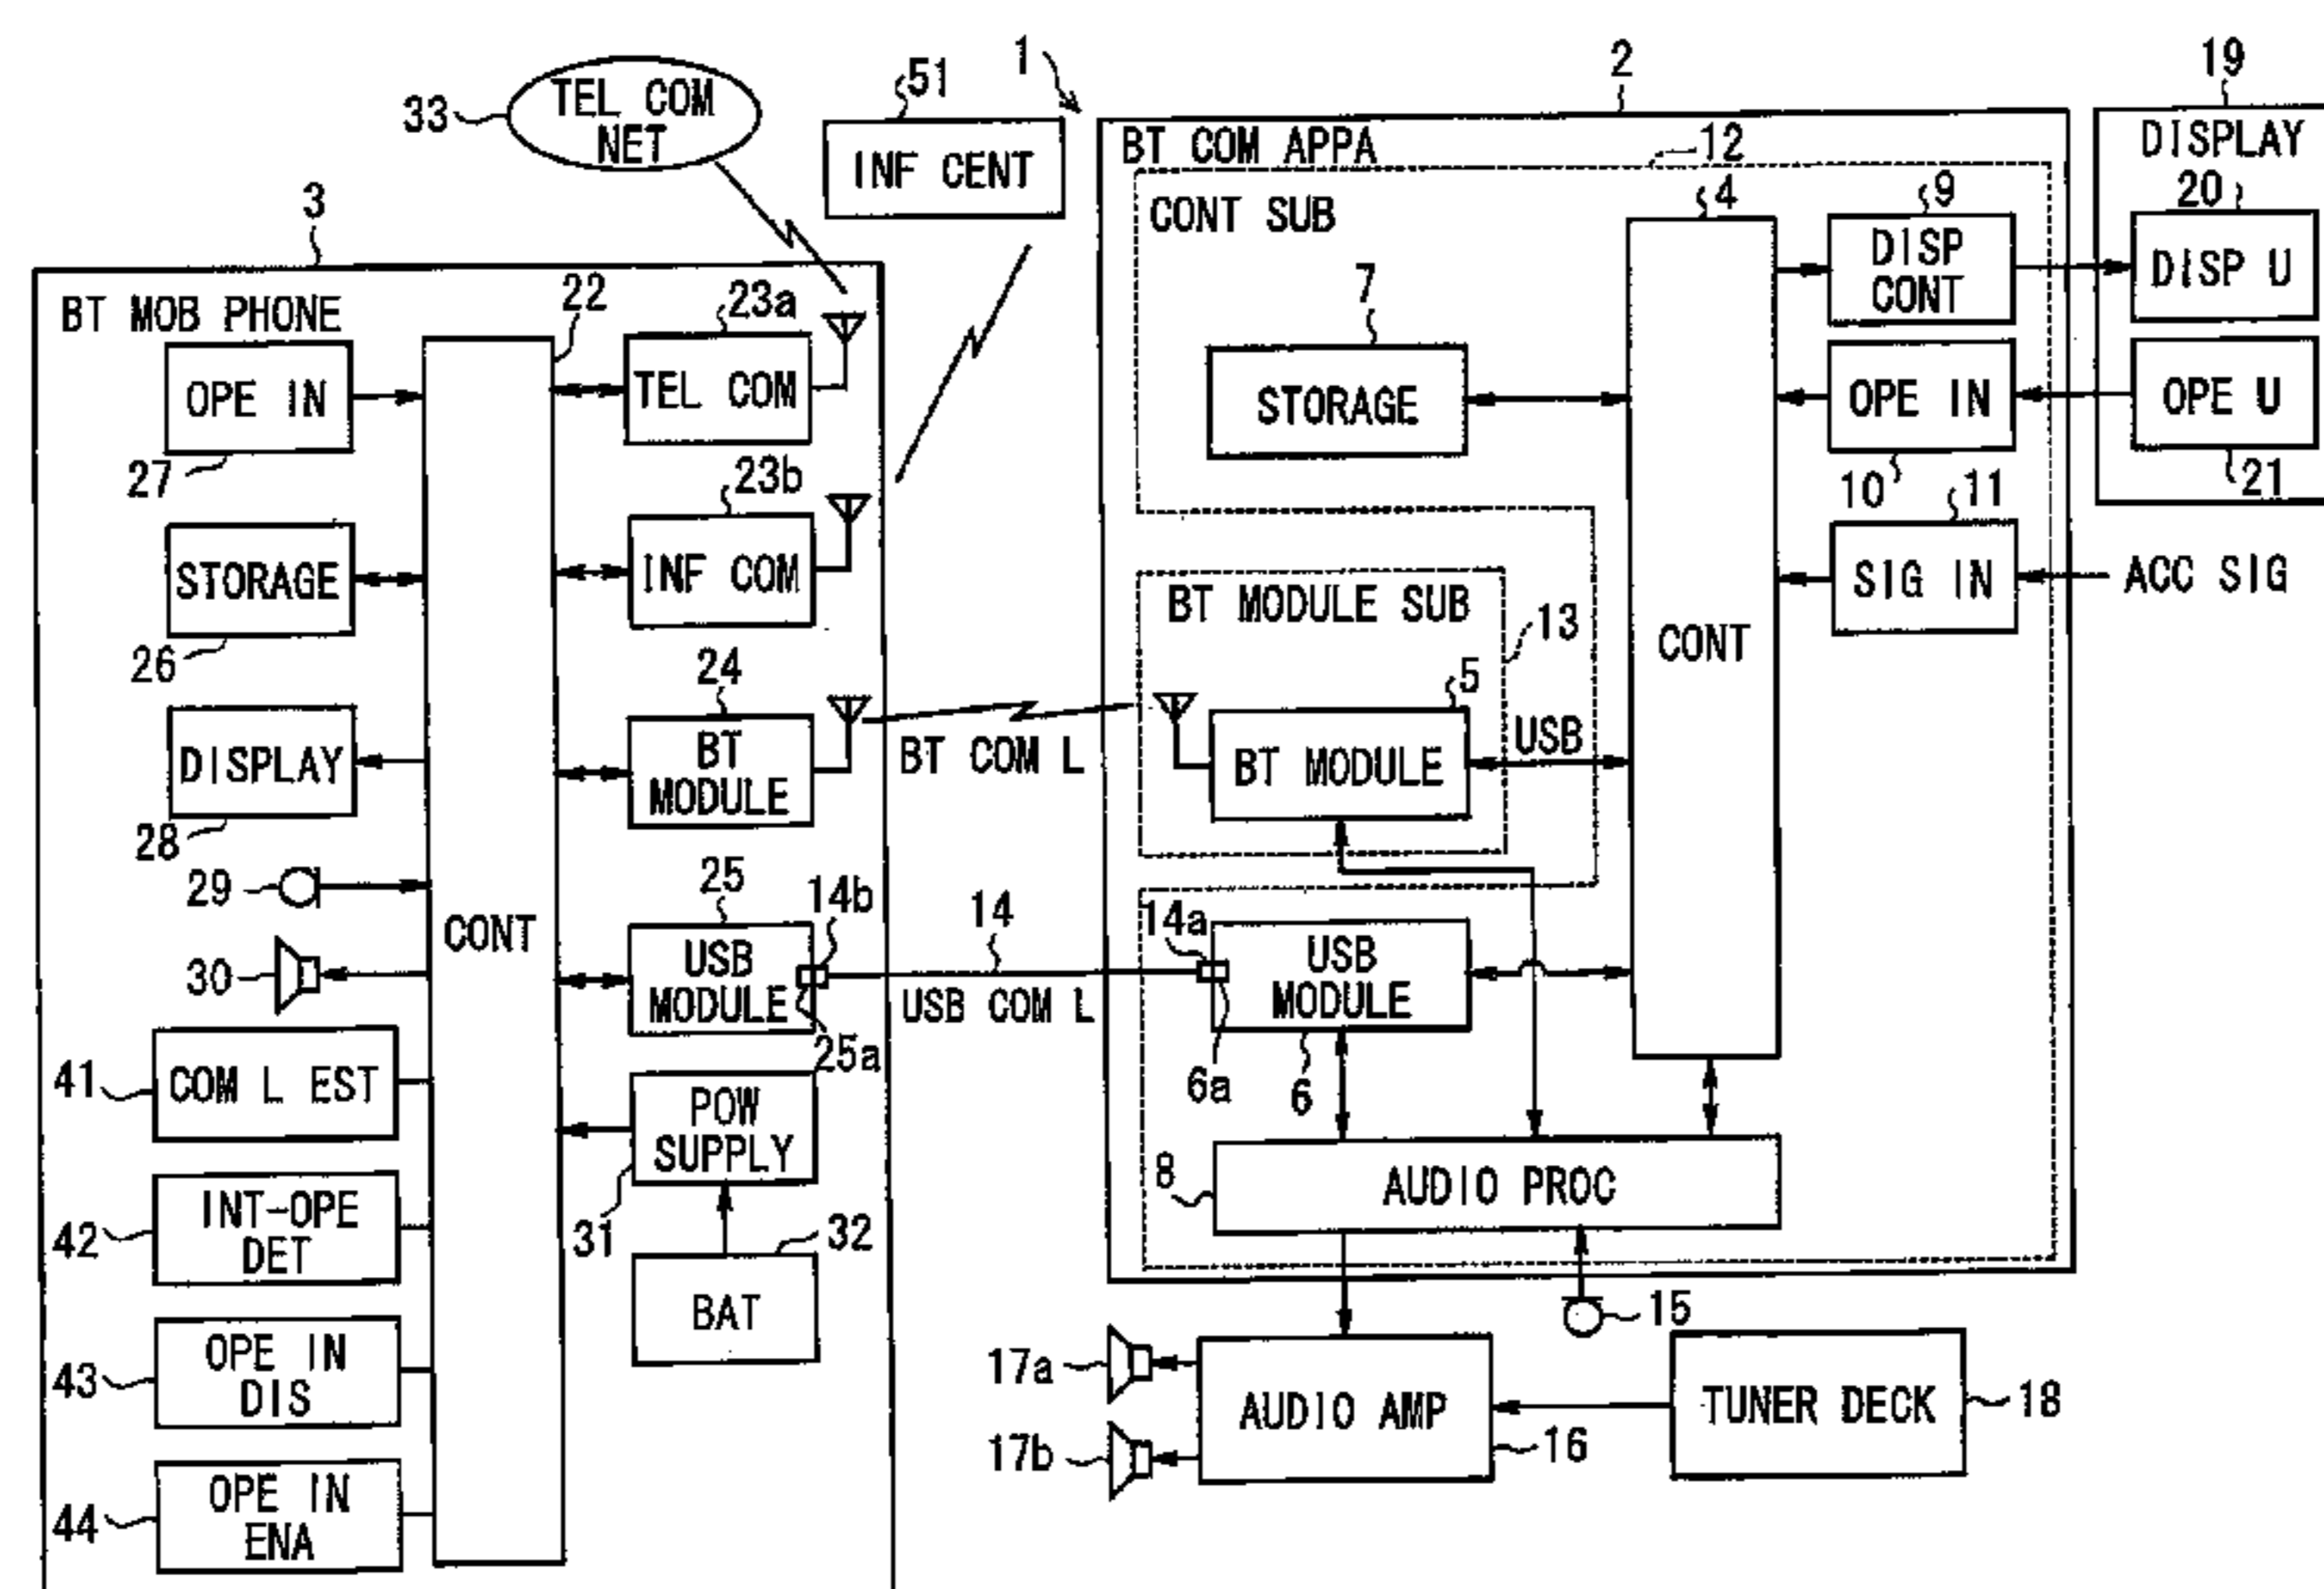 1
2
19
51
33
TEL COM
NET
INF CENT
BT COM APPA
12
DISPLAY
3
CONT SUB
4
9
20
BT MOB PHONE
22
23a
7
DISP
CONT
DISP U
OPE IN
TEL COM
STORAGE
OPE IN
OPE U
27
23b
10
11
21
STORAGE
INF COM
BT MODULE SUB
SIG IN
ACC SIG
13
CONT
26
24
5
DISPLAY
BT
MODULE
BT COM L
BT MODULE
USB
28
29
25
14b
14
14a
CONT
USB
MODULE
USB
MODULE
30
USB COM L
25a
6a
6
41
COM L EST
POW
SUPPLY
8
AUDIO PROC
42
INT-OPE
DET
31
32
BAT
15
43
OPE IN
DIS
17a
AUDIO AMP
TUNER DECK
18
17b
16
44
OPE IN
ENA